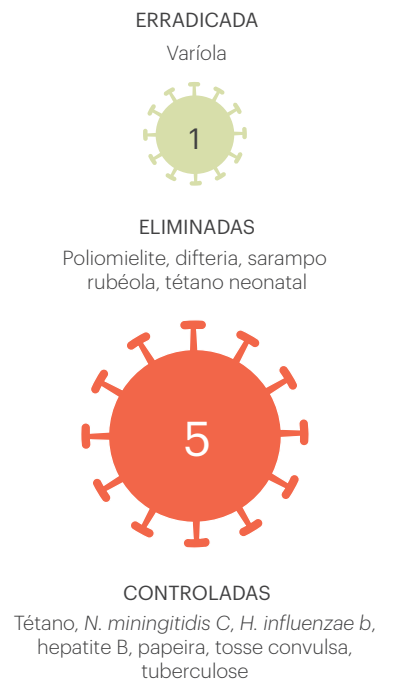 ERRADICADA
Varíola
1
ELIMINADAS
Poliomielite, difteria, sarampo
rubéola, tétano neonatal
5
CONTROLADAS
Tétano, N. miningitidis C, H. influenzae b,
hepatite B, papeira, tosse convulsa,
tuberculose